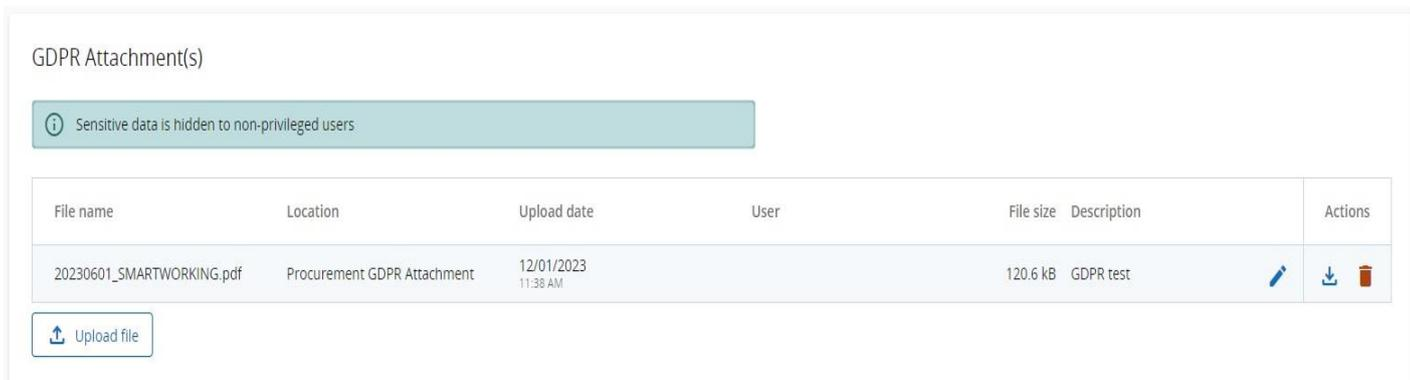 GDPR Attachment(s)
Sensitive data is hidden to non-privileged users
File name Location Upload date User File size Description Actions
20230601_SMARTWORKING.pdf Procurement GDPR Attachment 12/01/2023 120.6 kB GDPR test
11:38 AM
Upload file